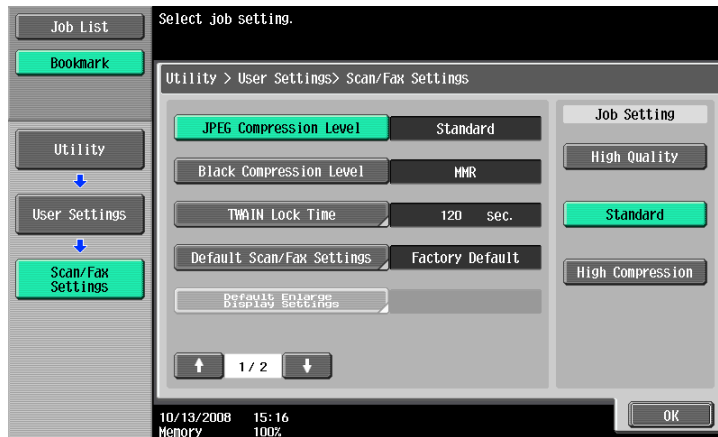 Job List
Bookmark
Utility
User Settings
Scan/Fax
Settings
Select job setting.
Utility > User Settings> Scan/Fax Settings
JPEG Compression Level
Standard
Black Compression Level
MMR
TWAIN Lock Time
120 sec.
Default Scan/Fax Settings
Factory Default
Default Enlarge
Display Settings
1/ 2
Job Setting
High Quality
Standard
High Compression
10/13/2008 15:16
Memory 100%
OK